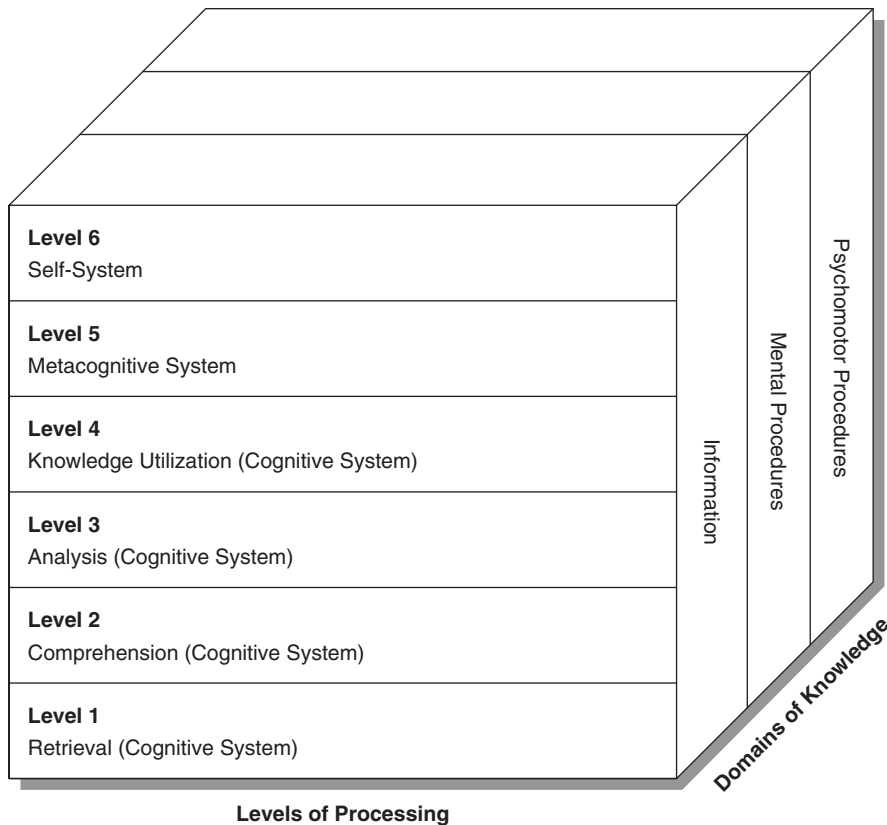 Level 6
Self-System
Level 5
Metacognitive System
Level 4
Knowledge Utilization (Cognitive System)
Level 3
Analysis (Cognitive System)
Level 2
Comprehension (Cognitive System)
Level 1
Retrieval (Cognitive System)
Information
Mental Procedures
Psychomotor Procedures
Domains of Knowledge
Levels of Processing